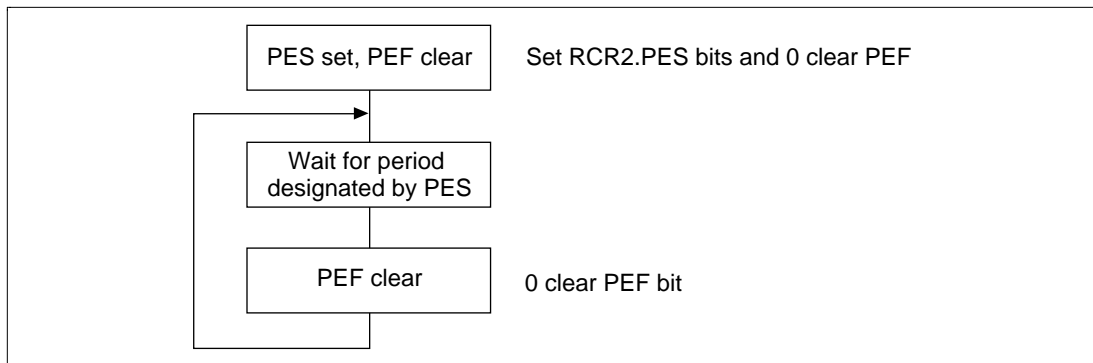 PES set, PEF clear
Set RCR2.PES bits and 0 clear PEF
Wait for period
designated by PES
PEF clear
0 clear PEF bit